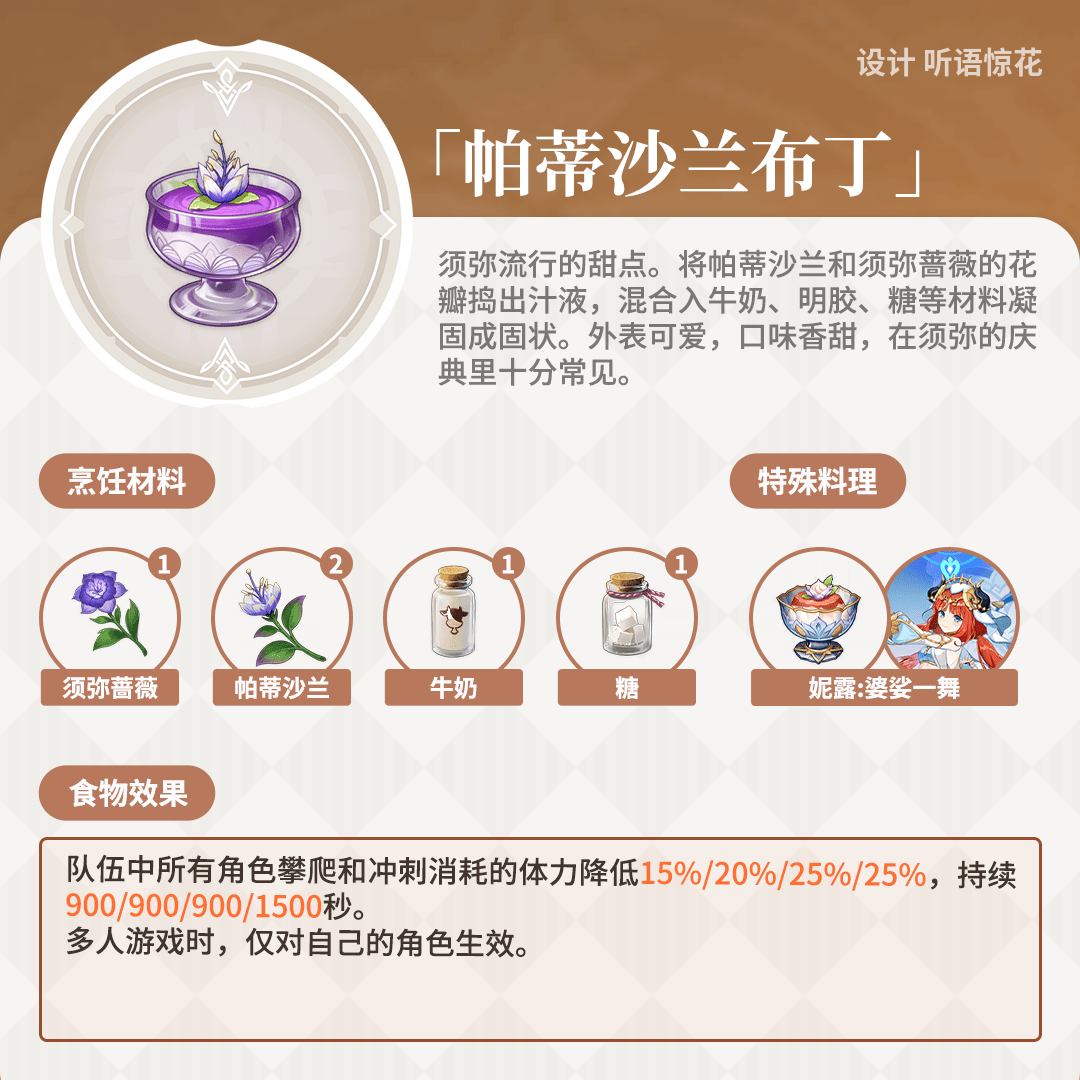 设计 听语惊花
「帕蒂沙兰布丁」
须弥流行的甜点。将帕蒂沙兰和须弥蔷薇的花
瓣捣出汁液，混合入牛奶、明胶、糖等材料凝
固成固状。外表可爱，口味香甜，在须弥的庆
典里十分常见。
烹饪材料
特殊料理
1
2
1
1
须弥蔷薇
帕蒂沙兰
牛奶
糖
妮露:婆娑一舞
食物效果
队伍中所有角色攀爬和冲刺消耗的体力降低15%/20%/25%/25%，持续
900/900/900/1500秒。
多人游戏时，仅对自己的角色生效。